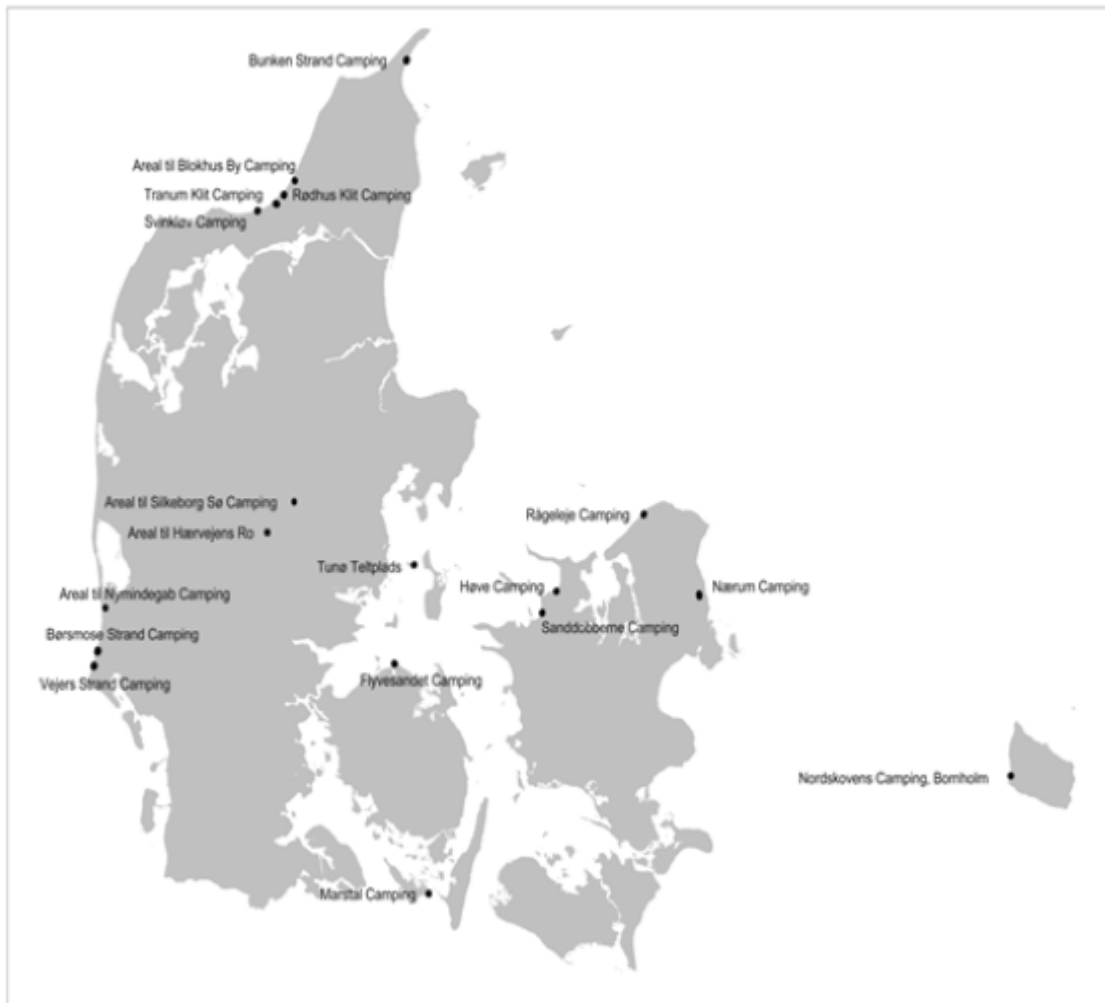 Bunken Strand Camping
Areal til Blokhus By Camping
Tranum Klit Camping
Rødhus Klit Camping
Svinkløv Camping
Areal til Silkeborg Sø Camping
Rågeleje Camping
Areal til Hærvejens Ro
Tunø Teltplads
Høve Camping
Nærum Camping
Areal til Nymindegab Camping
Sanddobberne Camping
Børsmose Strand Camping
Flyvesandet Camping
Vejers Strand Camping
Nordskovens Camping, Bornholm
Marstal Camping